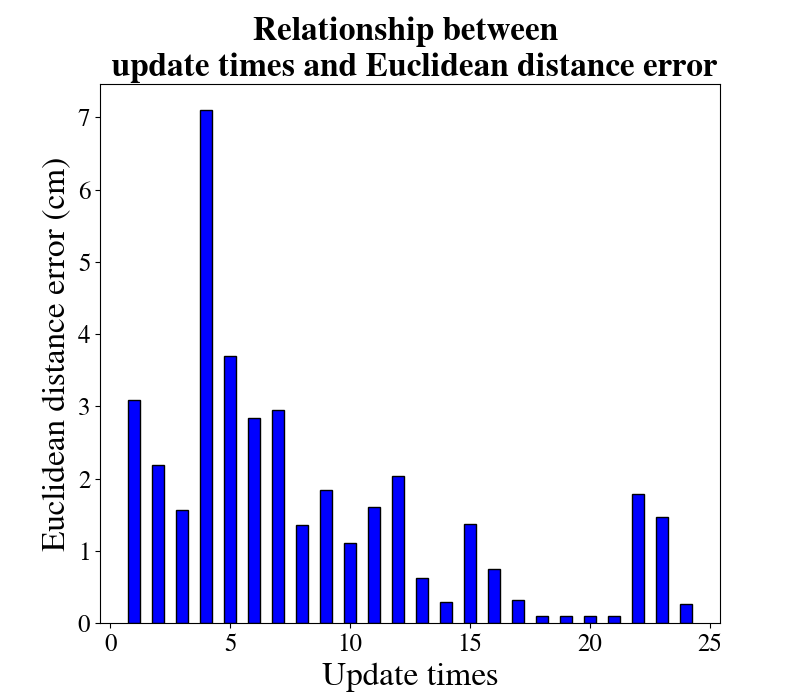 Relationship between
update times and Euclidean distance error
Euclidean distance error (cm)
7
6
5
4
3
2
1
0
0 5 10 15 20 25
Update times